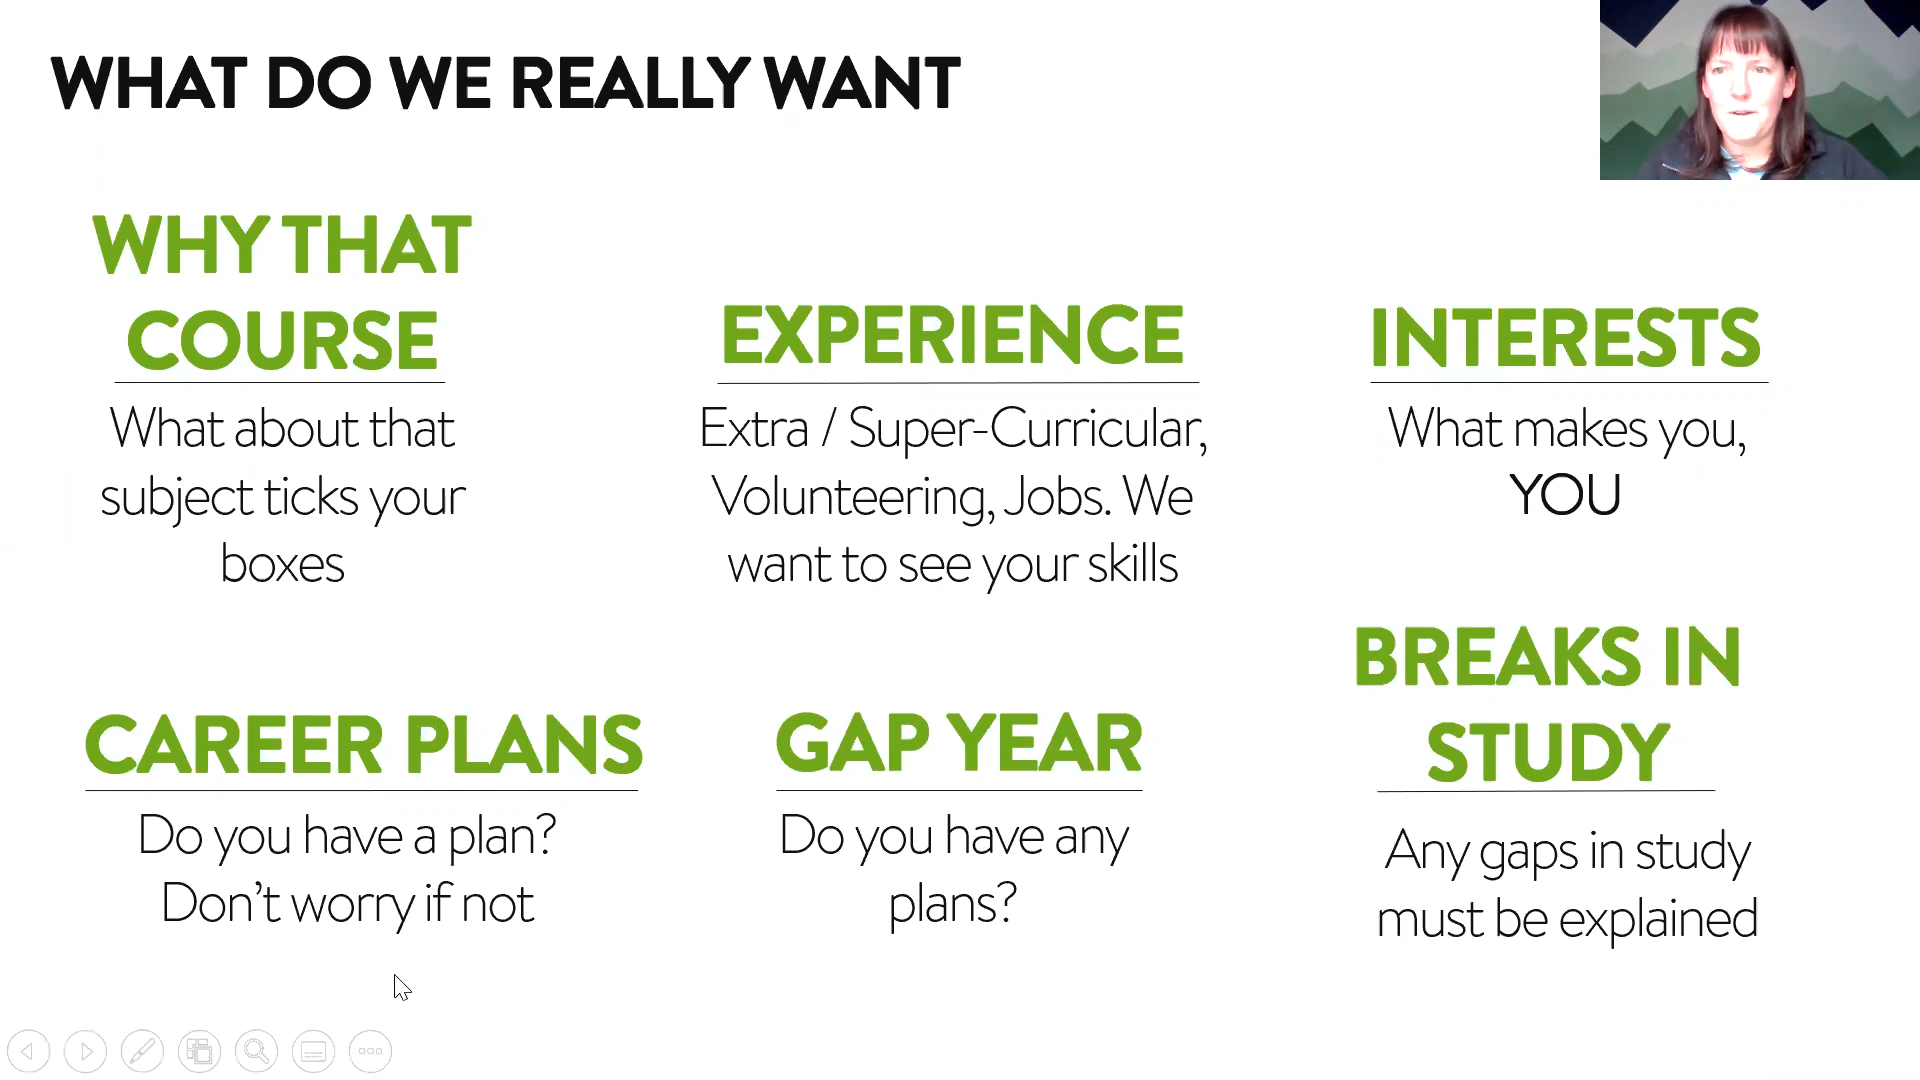 WHAT DO WE REALLY WANT
WHY THAT
COURSE
What about that
subject ticks your
boxes
EXPERIENCE
Extra / Super-Curricular,
Volunteering, Jobs. We
want to see your skills
INTERESTS
What makes you,
YOU
CAREER PLANS
Do you have a plan?
Don't worry if not
GAP YEAR
Do you have any
plans?
BREAKS IN
STUDY
Any gaps in study
must be explained